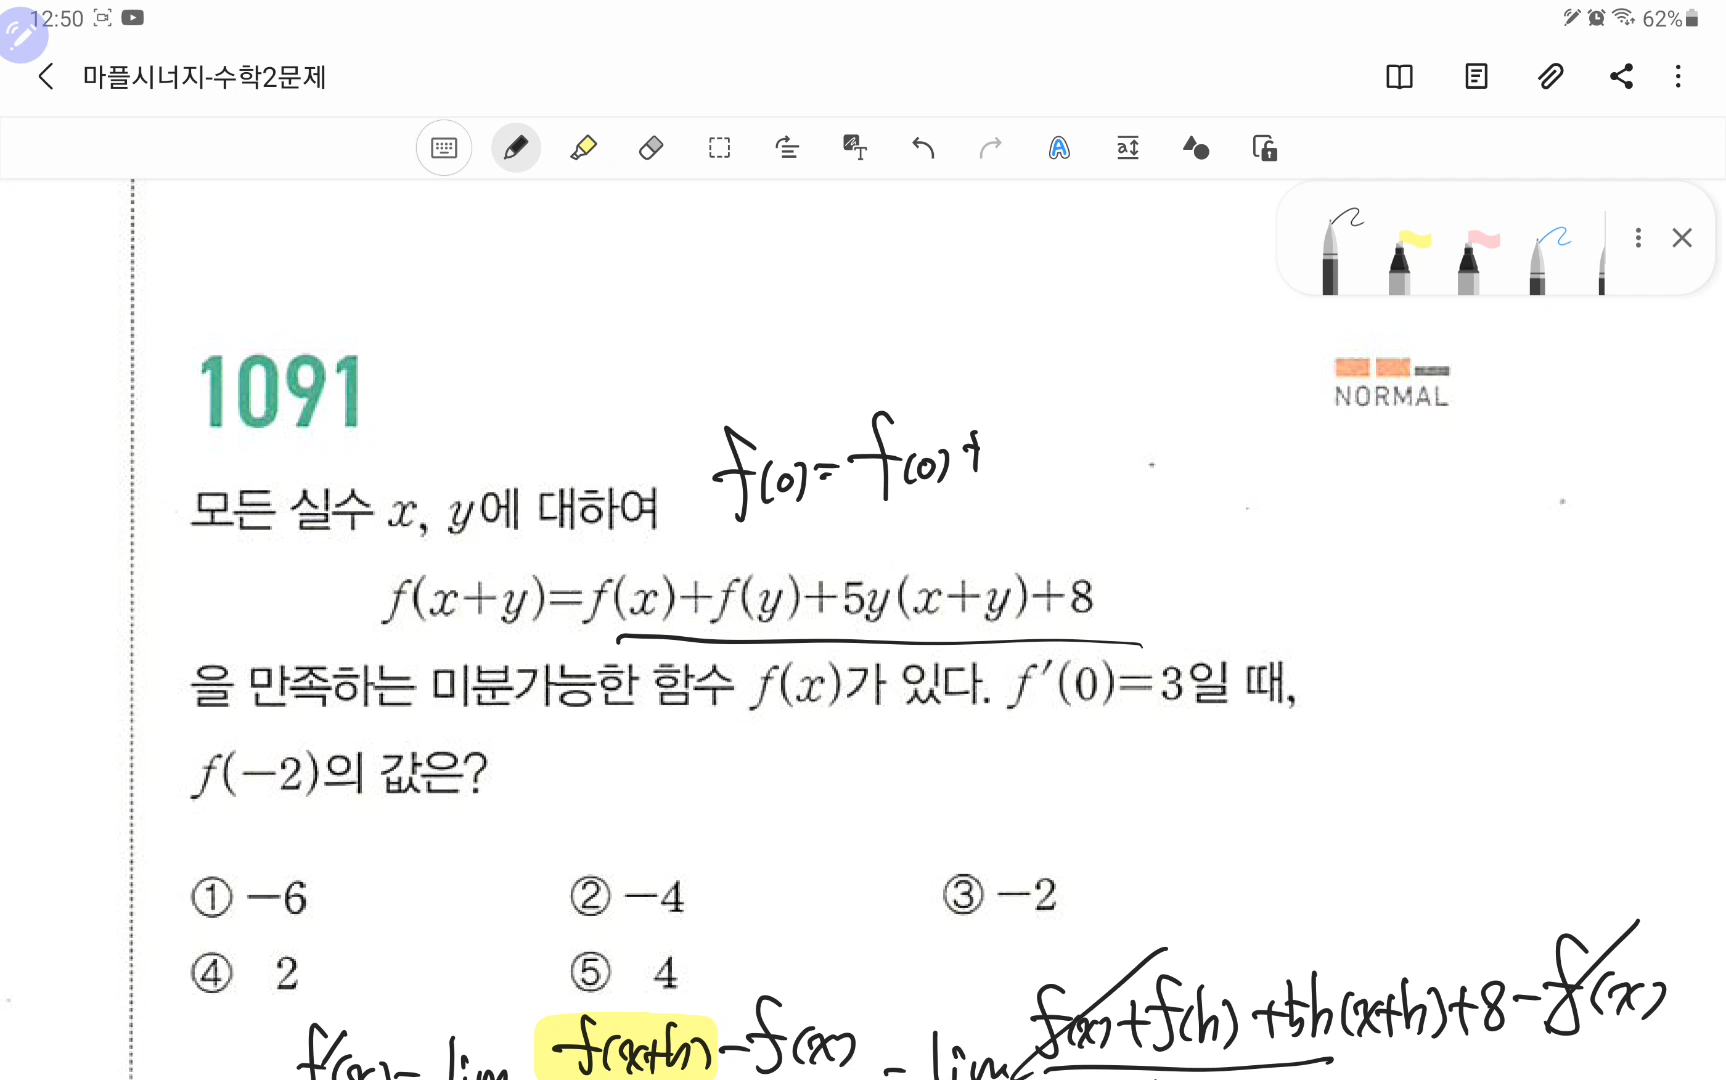 12:50
62%
마플시너지-수학2문제
1091
NORMAL
f(0)=f(0)+
모든 실수 x, y에 대하여
f(x+y)=f(x)+f(y)+5y(x+y)+8
을 만족하는 미분가능한 함수 f(x)가 있다. f′(0)=3일 때,
f(−2)의 값은?
① −6 ② −4 ③ −2
④ 2 ⑤ 4
f(x)+f(h)+5h(x+h)+8-f(x)
f'(x)= lim f(x+h)-f(x) = lim